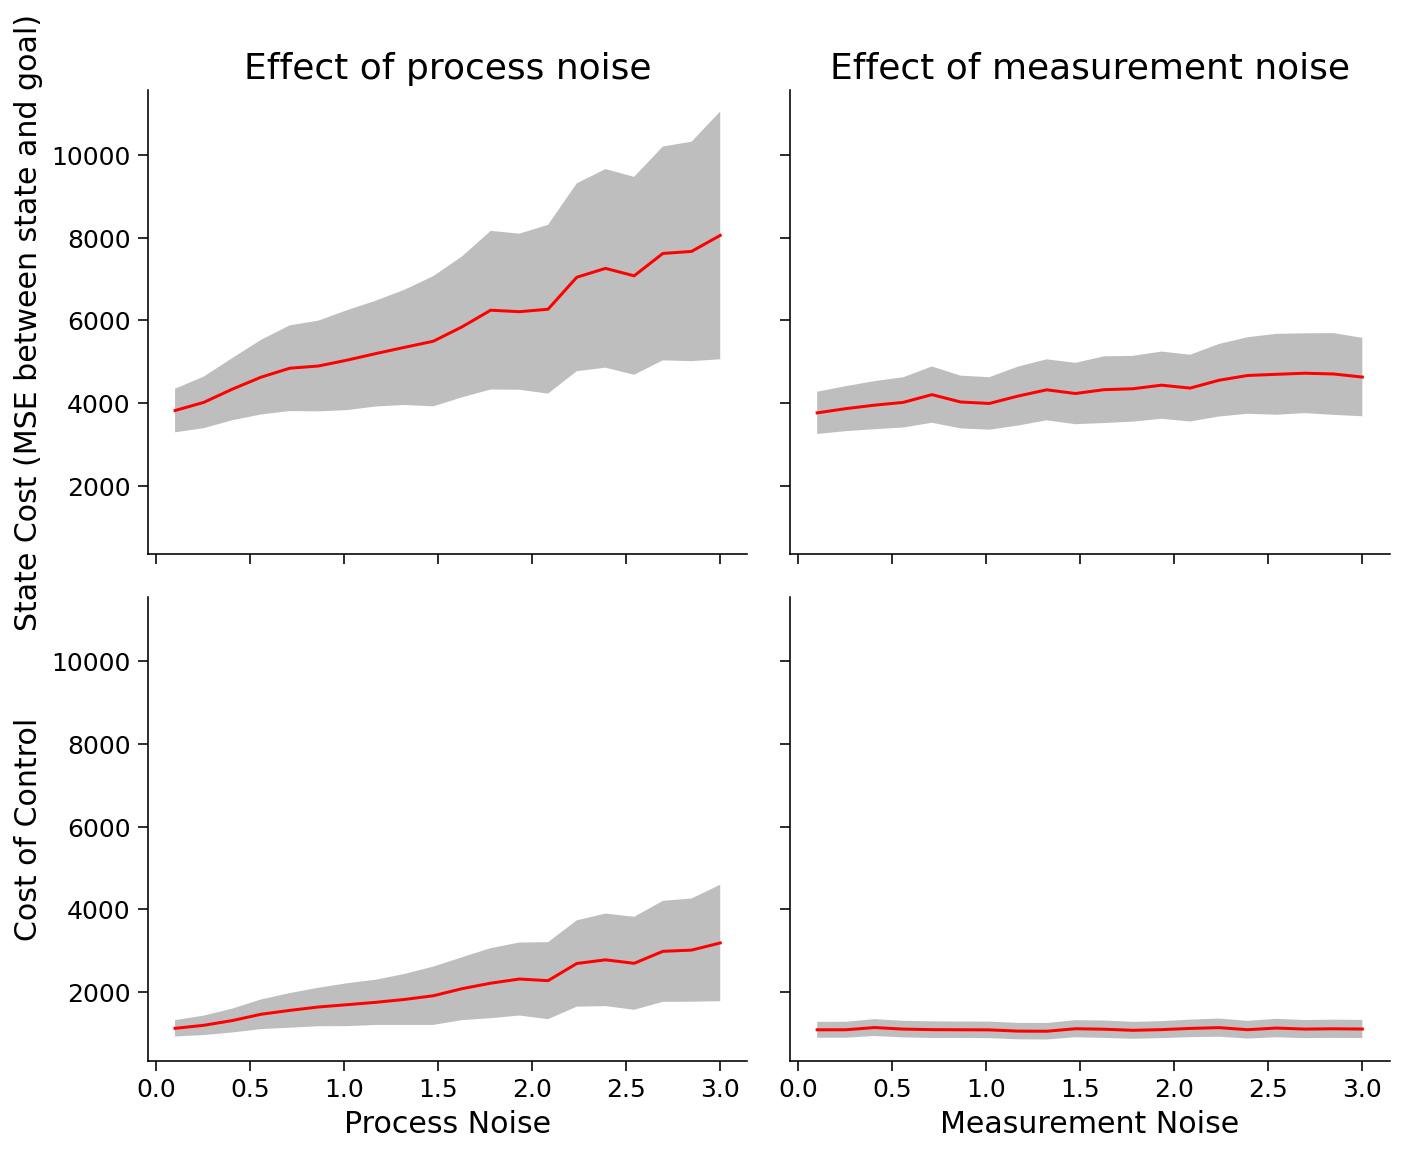 Effect of process noise
Effect of measurement noise
State Cost (MSE between state and goal)
10000
8000
6000
4000
2000
Cost of Control
10000
8000
6000
4000
2000
0.0 0.5 1.0 1.5 2.0 2.5 3.0
Process Noise
0.0 0.5 1.0 1.5 2.0 2.5 3.0
Measurement Noise